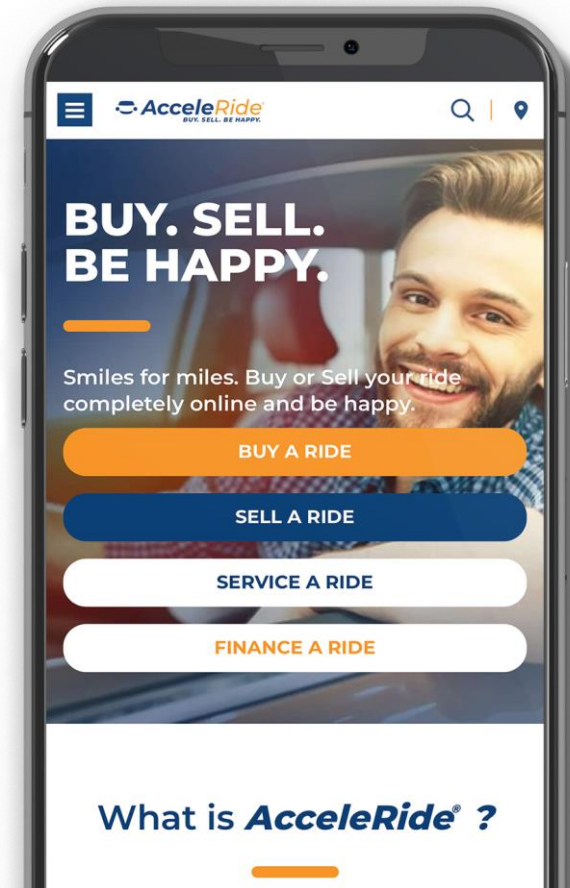 AcceleRide®
BUY. SELL. BE HAPPY.
BUY. SELL.
BE HAPPY.
Smiles for miles. Buy or Sell your ride
completely online and be happy.
BUY A RIDE
SELL A RIDE
SERVICE A RIDE
FINANCE A RIDE
What is AcceleRide® ?